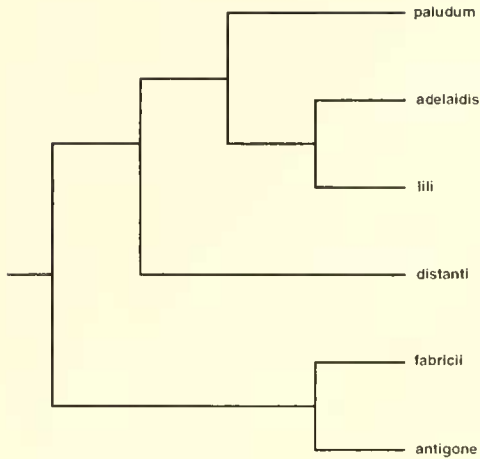 paludum
adelaidis
lili
distanti
fabricii
antigone